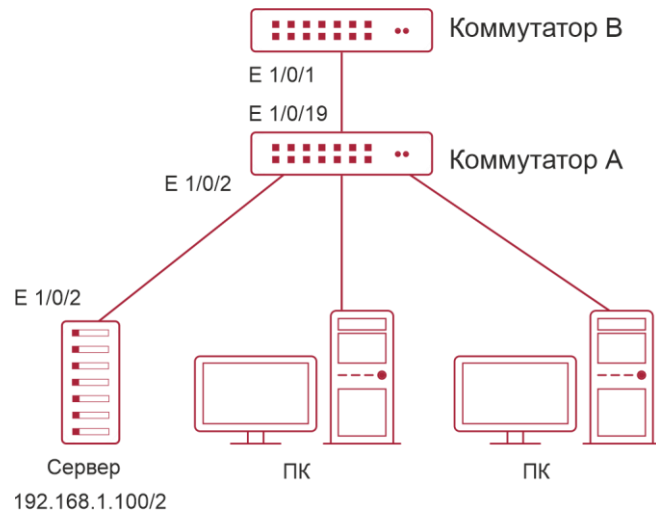 Коммутатор B
E 1/0/1
E 1/0/19
Коммутатор A
E 1/0/2
E 1/0/2
Сервер
192.168.1.100/2
ПК
ПК